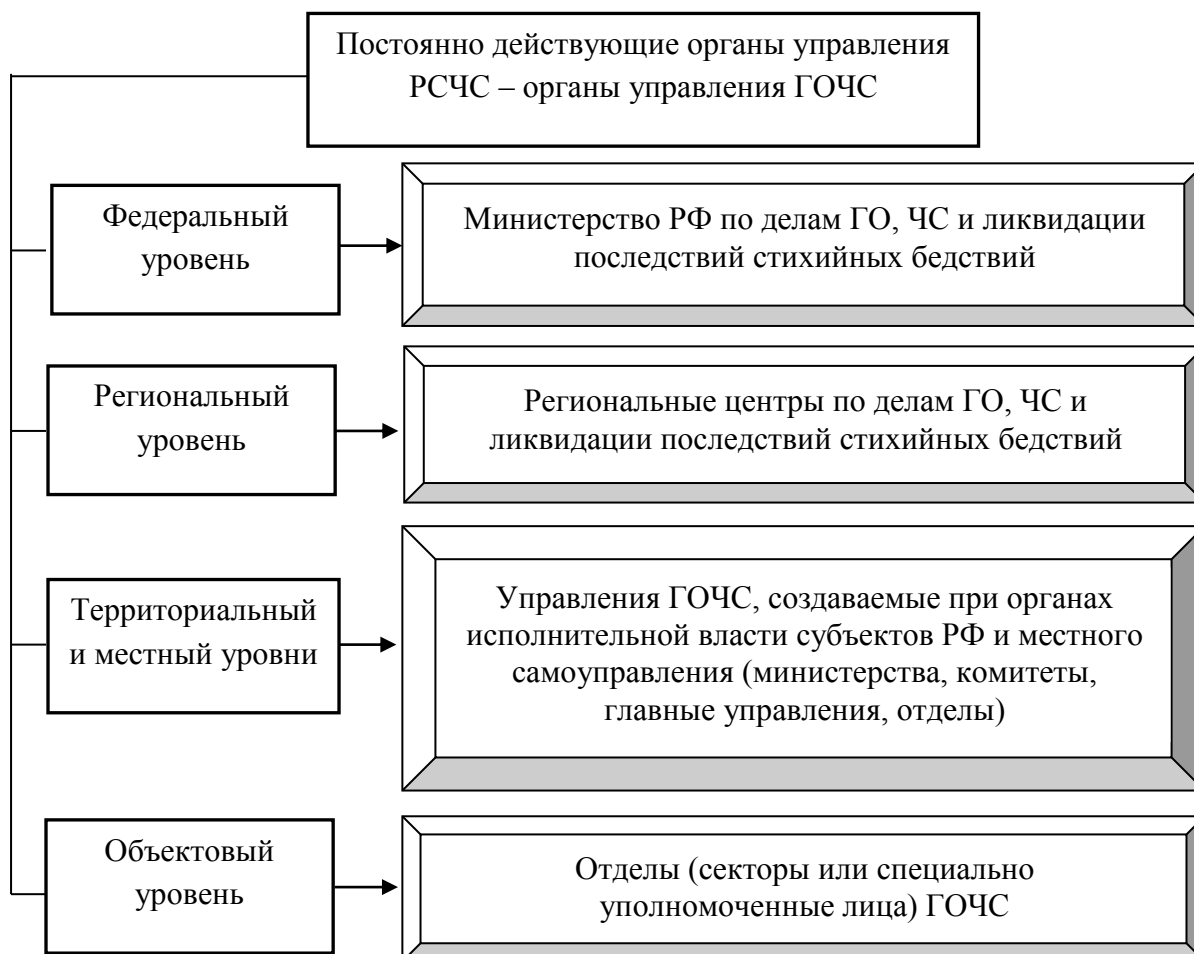 Постоянно действующие органы управления
РСЧС – органы управления ГОЧС
Федеральный
уровень
Министерство РФ по делам ГО, ЧС и ликвидации
последствий стихийных бедствий
Региональный
уровень
Региональные центры по делам ГО, ЧС и
ликвидации последствий стихийных бедствий
Территориальный
и местный уровни
Управления ГОЧС, создаваемые при органах
исполнительной власти субъектов РФ и местного
самоуправления (министерства, комитеты,
главные управления, отделы)
Объектовый
уровень
Отделы (секторы или специально
уполномоченные лица) ГОЧС